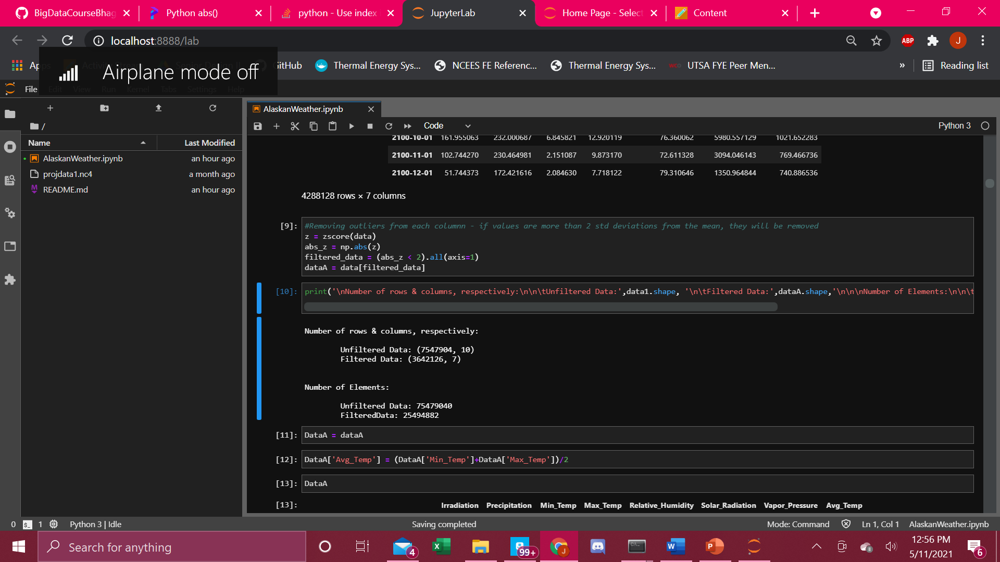 BigDataCourseBhag
Python abs()
python - Use index
JupyterLab
Home Page - Select
Content
localhost:8888/lab
ABP
J
Apps
GitHub
Thermal Energy Sys...
NCEES FE Referenc...
Thermal Energy Sys...
UTSA FYE Peer Men...
»
Reading list
Airplane mode off
File Edit View Run Kernel Tabs Settings Help
AlaskanWeather.ipynb
/
Code
Python 3
Name
Last Modified
AlaskanWeather.ipynb an hour ago
projdata1.nc4 a month ago
README.md an hour ago
2100-10-01 161.955063 232.000687 6.845821 12.920119 76.360062 5980.557129 1021.652283
2100-11-01 102.744270 230.464981 2.151087 9.873170 72.611328 3094.046143 769.466736
2100-12-01 51.744373 172.421616 2.084630 7.718122 79.310646 1350.964844 740.886536
4288128 rows × 7 columns
[9]: #Removing outliers from each columnn - if values are more than 2 std deviations from the mean, they will be removed
z = zscore(data)
abs_z = np.abs(z)
filtered_data = (abs_z < 2).all(axis=1)
dataA = data[filtered_data]
[10]: print('\nNumber of rows & columns, respectively:\n\n\tUnfiltered Data:',data1.shape, '\n\tFiltered Data:',dataA.shape,'\n\n\nNumber of Elements:\n\n\t
Number of rows & columns, respectively:
Unfiltered Data: (7547904, 10)
Filtered Data: (3642126, 7)
Number of Elements:
Unfiltered Data: 75479040
FilteredData: 25494882
[11]: DataA = dataA
[12]: DataA['Avg_Temp'] = (DataA['Min_Temp']+DataA['Max_Temp'])/2
[13]: DataA
[13]: Irradiation Precipitation Min_Temp Max_Temp Relative_Humidity Solar_Radiation Vapor_Pressure Avg_Temp
0 1 Python 3 | Idle
Saving completed
Mode: Command
Ln 1, Col 1 AlaskanWeather.ipynb
Search for anything
4
99+
J
12:56 PM
5/11/2021
6